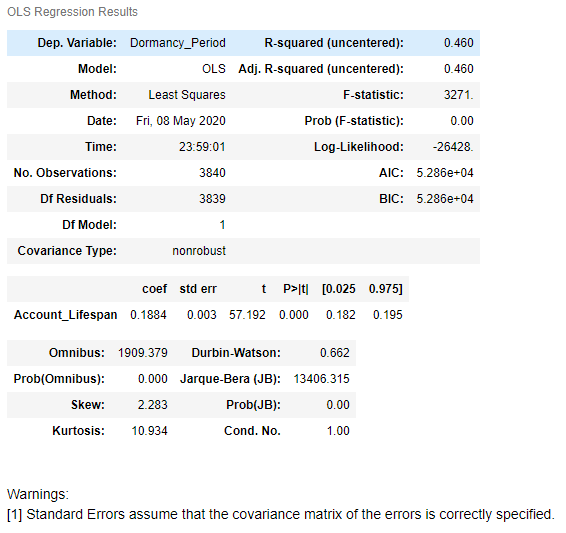 OLS Regression Results
Dep. Variable: Dormancy_Period R-squared (uncentered): 0.460
Model: OLS Adj. R-squared (uncentered): 0.460
Method: Least Squares F-statistic: 3271.
Date: Fri, 08 May 2020 Prob (F-statistic): 0.00
Time: 23:59:01 Log-Likelihood: -26428.
No. Observations: 3840 AIC: 5.286e+04
Df Residuals: 3839 BIC: 5.286e+04
Df Model: 1
Covariance Type: nonrobust
coef std err t P>|t| [0.025 0.975]
Account_Lifespan 0.1884 0.003 57.192 0.000 0.182 0.195
Omnibus: 1909.379 Durbin-Watson: 0.662
Prob(Omnibus): 0.000 Jarque-Bera (JB): 13406.315
Skew: 2.283 Prob(JB): 0.00
Kurtosis: 10.934 Cond. No. 1.00
Warnings:
[1] Standard Errors assume that the covariance matrix of the errors is correctly specified.